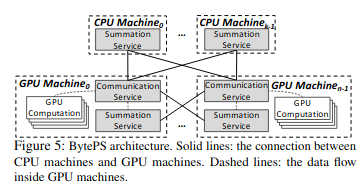 CPU Machine0 CPU Machinek-1
Summation Service ... Summation Service
GPU Machine0 GPU Machinen-1
Communication Service Communication Service
GPU Computation GPU Computation
Summation Service ... Summation Service
Figure 5: BytePS architecture. Solid lines: the connection between
CPU machines and GPU machines. Dashed lines: the data flow
inside GPU machines.